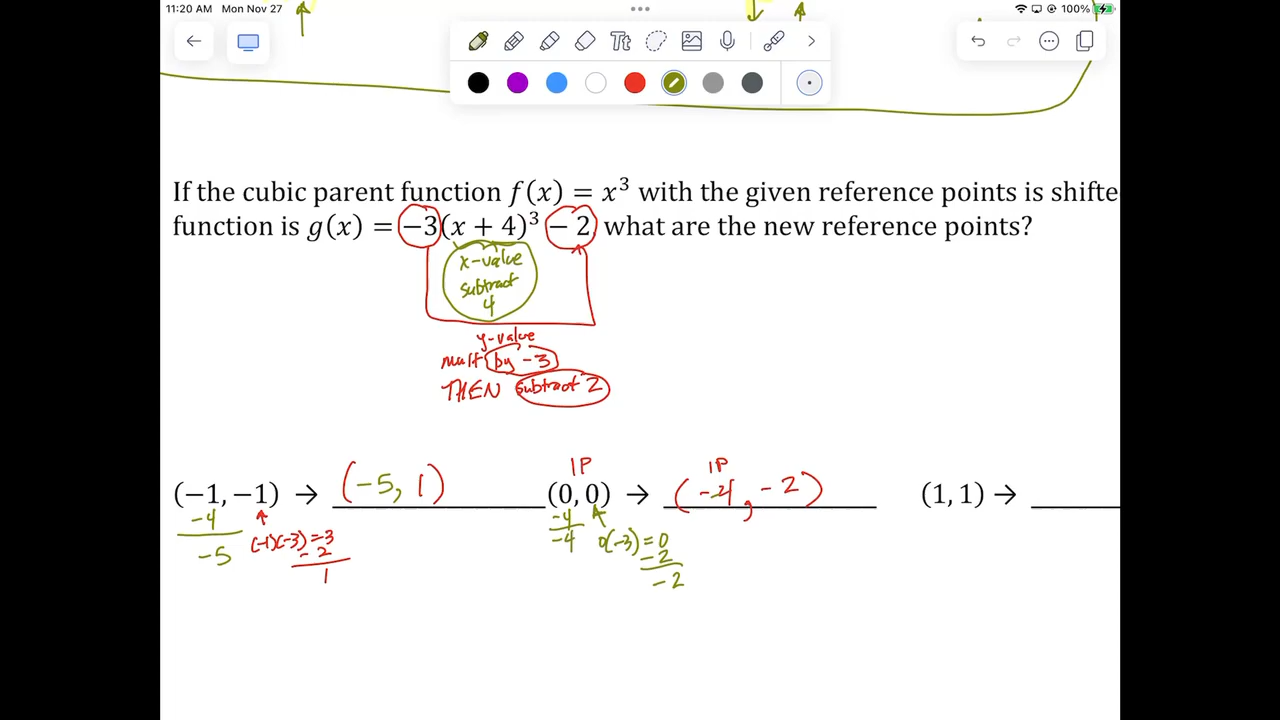 11:20 AM Mon Nov 27
100%
Tt
If the cubic parent function f(x) = x³ with the given reference points is shifte
function is g(x) = −3(x + 4)³ − 2 what are the new reference points?
x-value
subtract
4
y-value
mult by -3
THEN subtract 2
IP IP
(−1, −1) → (-5, 1) (0, 0) → (-4, -2) (1, 1) →
-4 -4
-5 (-1)(-3) = 3 -4 0(-3) = 0
- 2 - 2
1 - 2